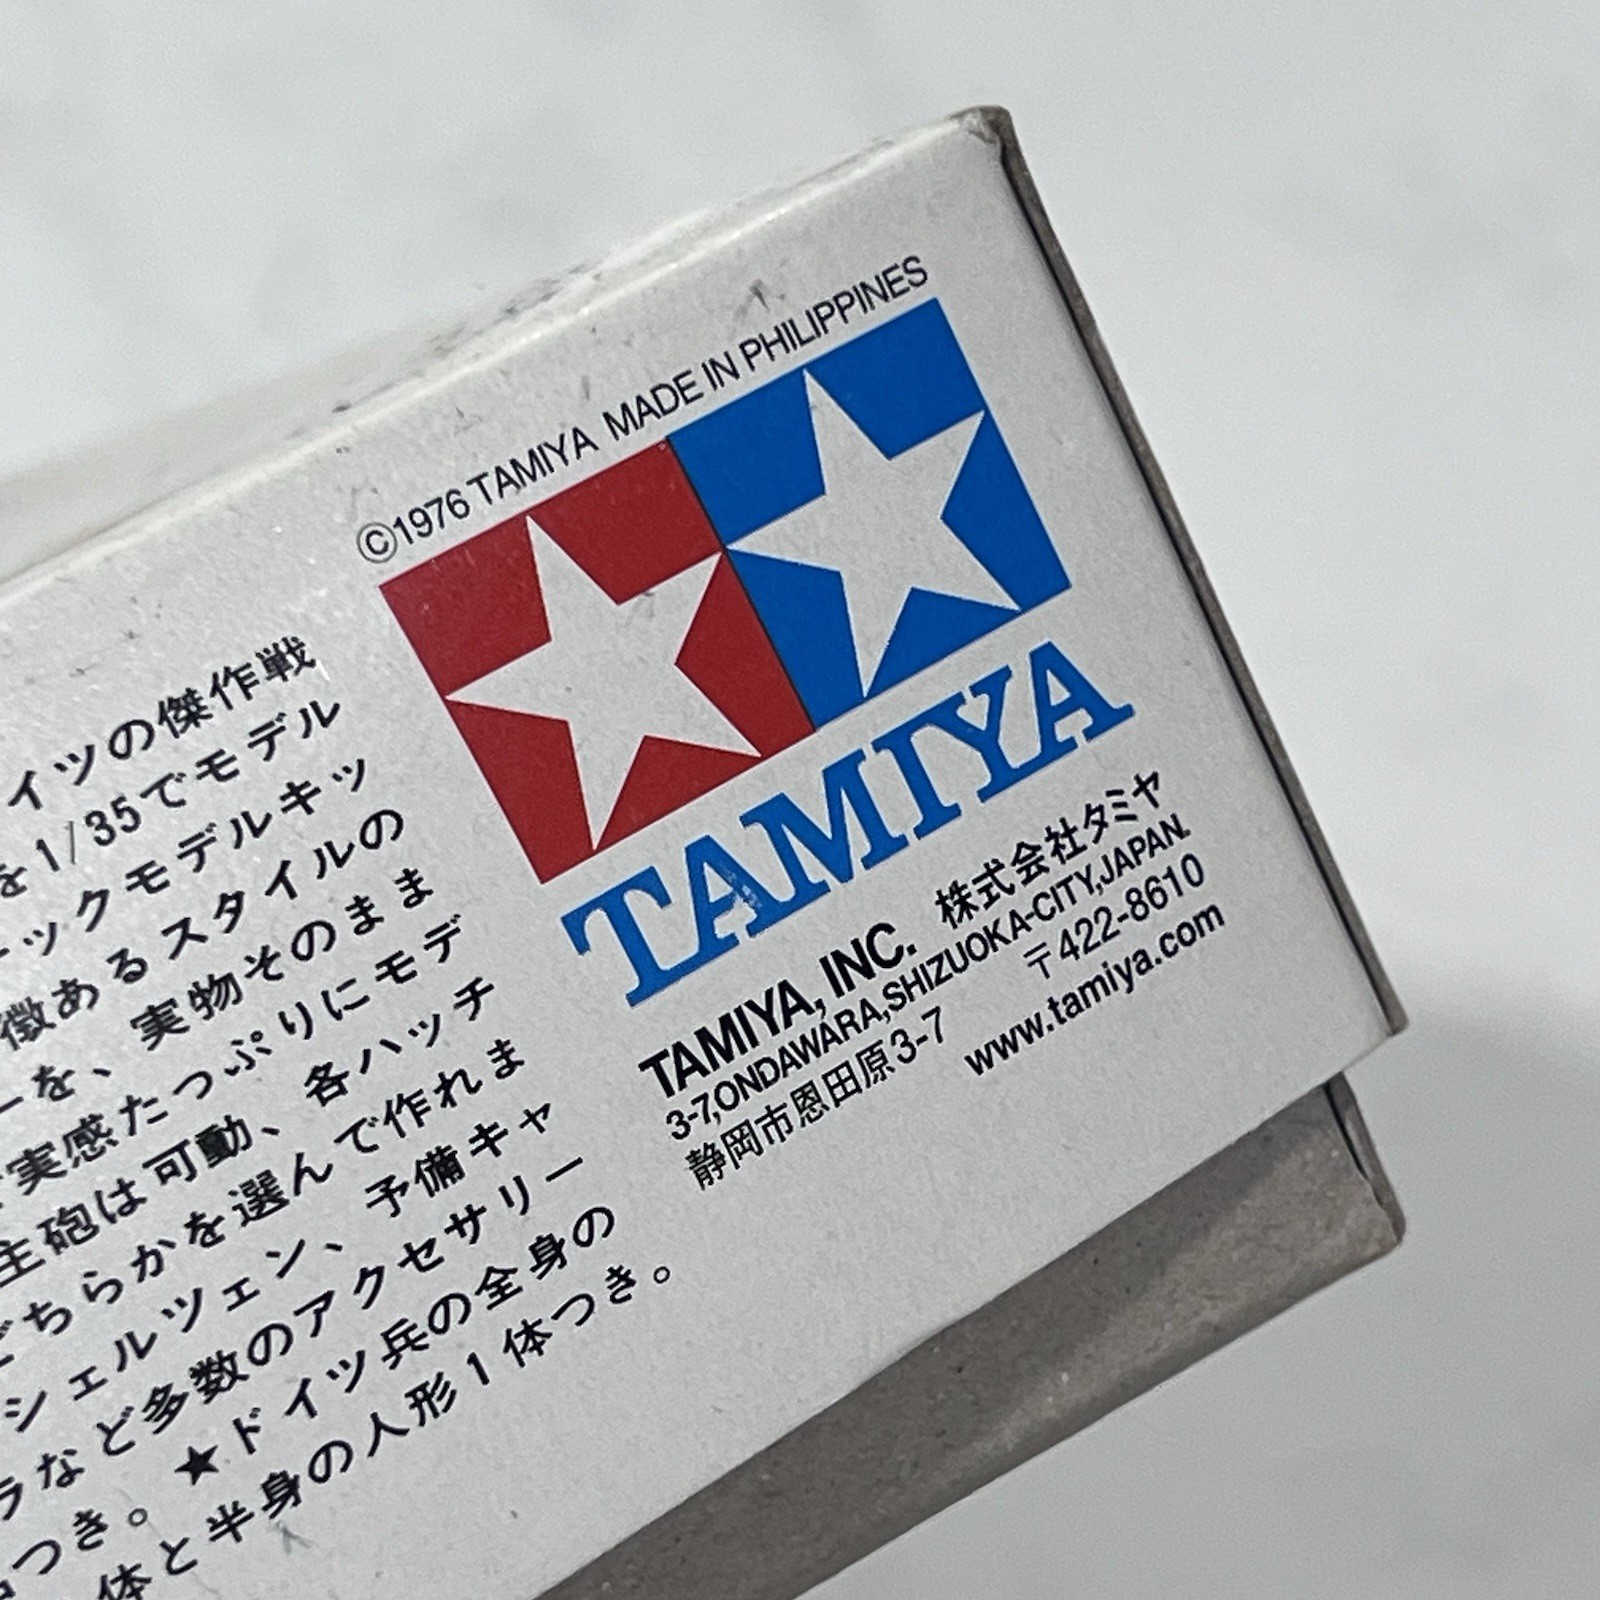 ©1976 TAMIYA MADE IN PHILIPPINES
TAMIYA
TAMIYA, INC. 株式会社タミヤ
3-7,ONDAWARA,SHIZUOKA-CITY,JAPAN.
静岡市恩田原3-7 〒422-8610
www.tamiya.com
イツの傑作戦
を1/35でモデル
ックモデルキッ
徴あるスタイルの
ーを、実物そのまま
実感たっぷりにモデ
主砲は可動、各ハッチ
どちらかを選んで作れま
シェルツェン、予備キャ
ラなど多数のアクセサリー
つき。★ドイツ兵の全身の
体と半身の人形1体つき。